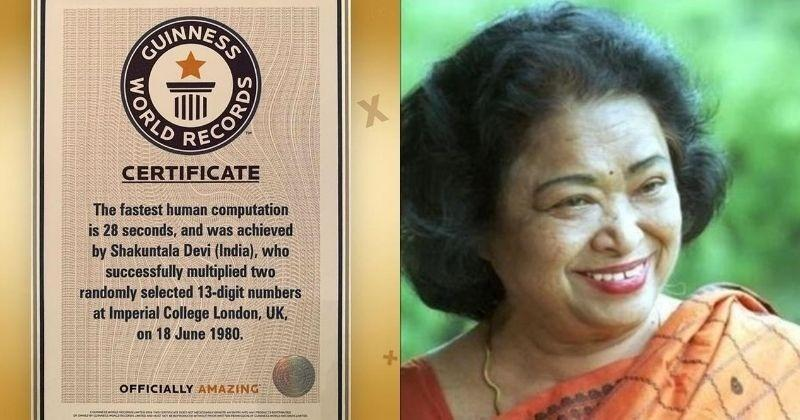 GUINNESS
WORLD RECORDS
TM
CERTIFICATE
The fastest human computation
is 28 seconds, and was achieved
by Shakuntala Devi (India), who
successfully multiplied two
randomly selected 13-digit numbers
at Imperial College London, UK,
on 18 June 1980.
OFFICIALLY AMAZING